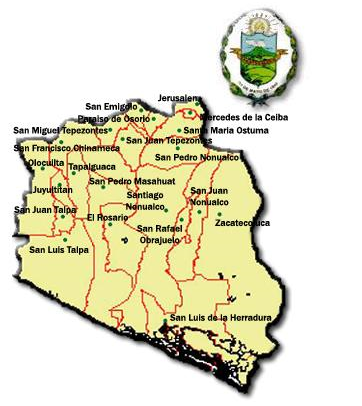 Jerusalem
San Emigdio
Mercedes de la Ceiba
Paraiso de Osorio
San Miguel Tepezontes
Santa Maria Ostuma
San Juan Tepezontes
San Francisco Chinameca
San Pedro Nonualco
Olocuilta
Tapalguaca
San Pedro Masahuat
Juyultitan
Santiago
Nonualco
San Juan
Nonualco
San Juan Talpa
El Rosario
Zacatecoluca
San Rafael
Obrajuelo
San Luis Talpa
San Luis de la Herradura